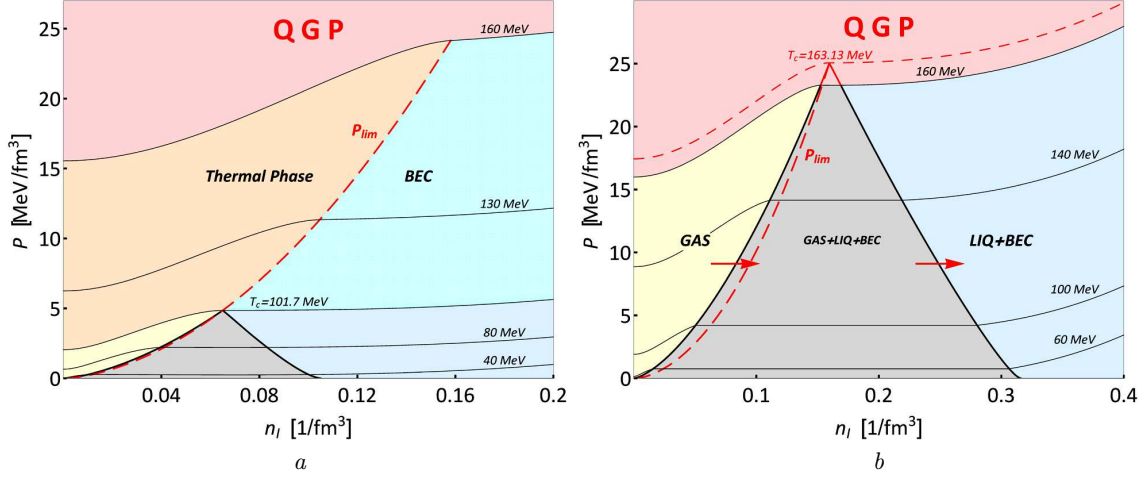 Q G P
160 MeV
P_lim
Thermal Phase
BEC
130 MeV
T_c=101.7 MeV
80 MeV
40 MeV
P [MeV/fm³]
25
20
15
10
5
0
0.04
0.08
0.12
0.16
0.2
n_I [1/fm³]
a
Q G P
T_c=163.13 MeV
160 MeV
P_lim
140 MeV
GAS
GAS+LIQ+BEC
LIQ+BEC
100 MeV
60 MeV
P [MeV/fm³]
25
20
15
10
5
0
0.1
0.2
0.3
0.4
n_I [1/fm³]
b